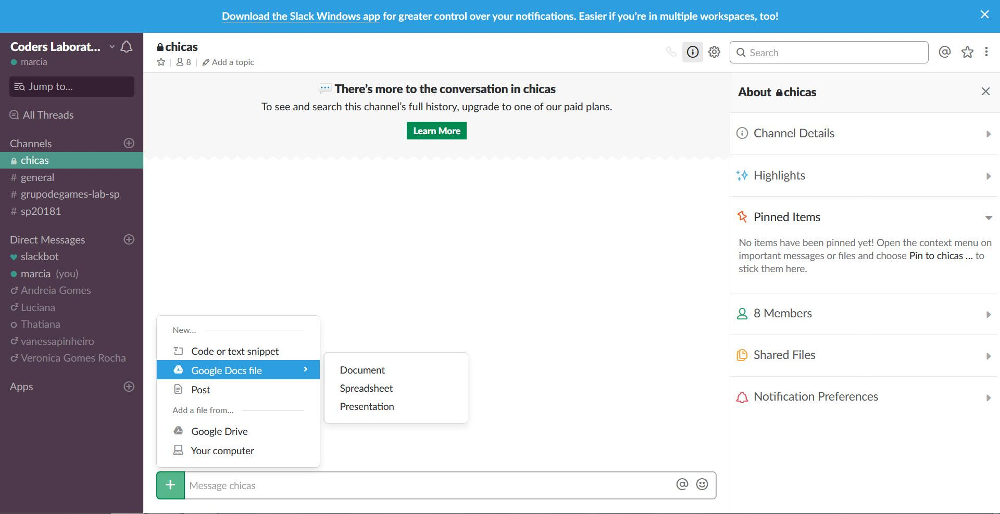 Download the Slack Windows app for greater control over your notifications. Easier if you’re in multiple workspaces, too!
Coders Laborat...
marcia
Jump to...
All Threads
Channels
chicas
# general
# grupodegames-lab-sp
# sp20181
Direct Messages
slackbot
marcia (you)
Andreia Gomes
Luciana
Thatiana
vanessapinheiro
Veronica Gomes Rocha
Apps
chicas
8 | Add a topic
Search
There’s more to the conversation in chicas
To see and search this channel’s full history, upgrade to one of our paid plans.
Learn More
New...
Code or text snippet
Google Docs file
Post
Add a file from...
Google Drive
Your computer
Document
Spreadsheet
Presentation
Message chicas
About chicas
Channel Details
Highlights
Pinned Items
No items have been pinned yet! Open the context menu on
important messages or files and choose Pin to chicas ... to
stick them here.
8 Members
Shared Files
Notification Preferences